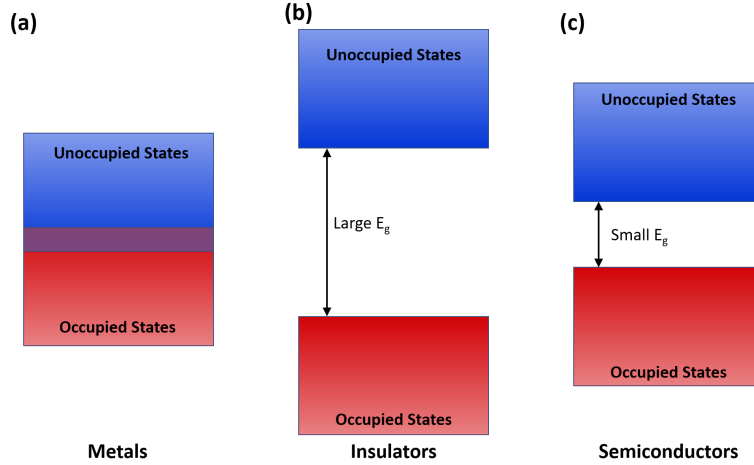 (a)
Unoccupied States
Occupied States
Metals
(b)
Unoccupied States
Large Eg
Occupied States
Insulators
(c)
Unoccupied States
Small Eg
Occupied States
Semiconductors